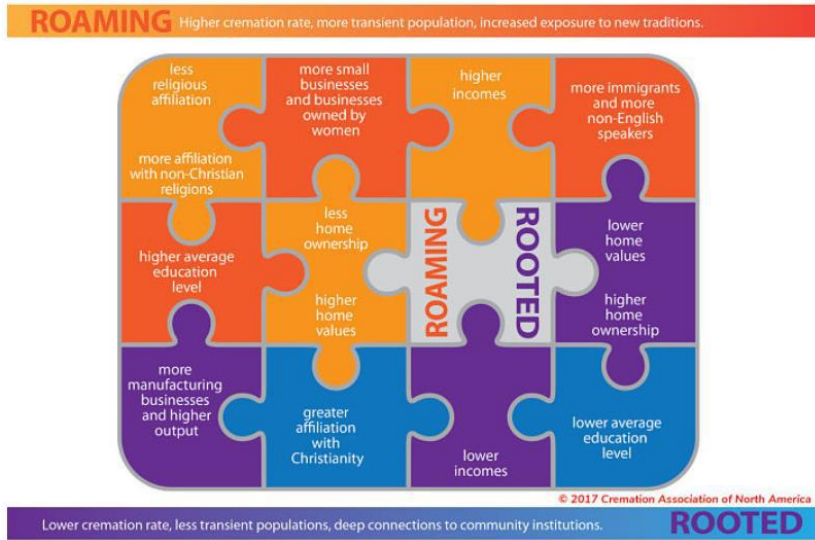 ROAMING Higher cremation rate, more transient population, increased exposure to new traditions.
less
religious
affiliation
more affiliation
with non-Christian
religions
more small
businesses
and businesses
owned by
women
higher
incomes
more immigrants
and more
non-English
speakers
higher average
education
level
less
home
ownership
higher
home
values
ROAMING
ROOTED
lower
home
values
higher
home
ownership
more
manufacturing
businesses
and higher
output
greater
affiliation
with
Christianity
lower
incomes
lower average
education
level
© 2017 Cremation Association of North America
Lower cremation rate, less transient populations, deep connections to community institutions. ROOTED